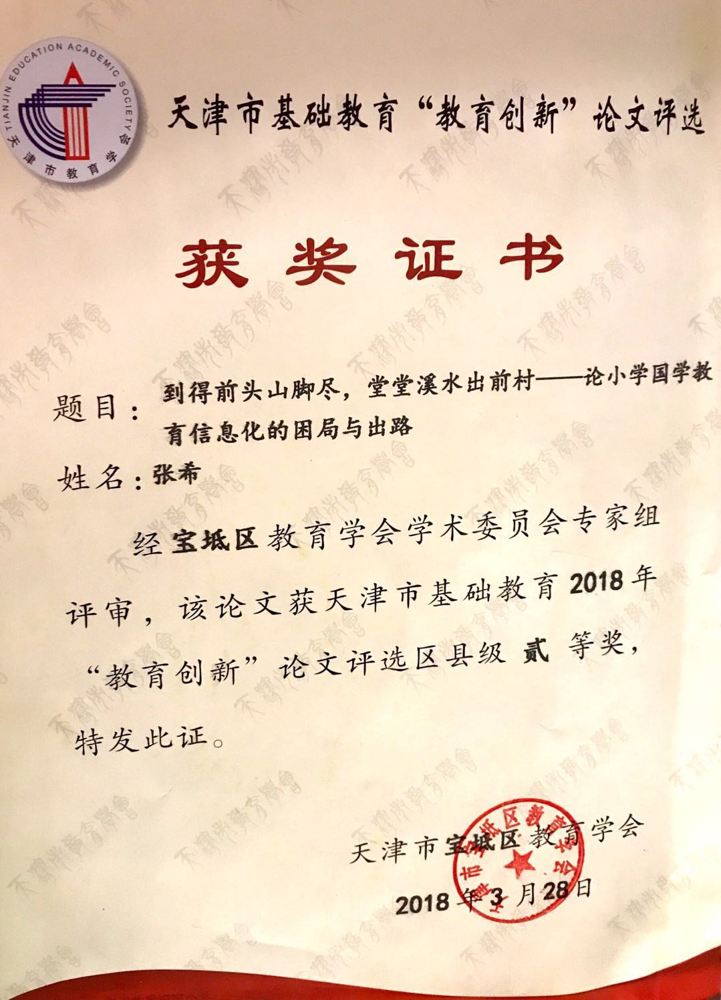 TIANJIN EDUCATION ACADEMIC SOCIETY
天津市教育学会
天津市基础教育“教育创新”论文评选
获奖证书
题目：到得前头山脚尽，堂堂溪水出前村——论小学国学教
育信息化的困局与出路
姓名：张希
经宝坻区教育学会学术委员会专家组
评审，该论文获天津市基础教育2018年
“教育创新”论文评选区县级 贰 等奖，
特发此证。
天津市宝坻区教育学会
2018年3月28日
天津市宝坻区教育学会